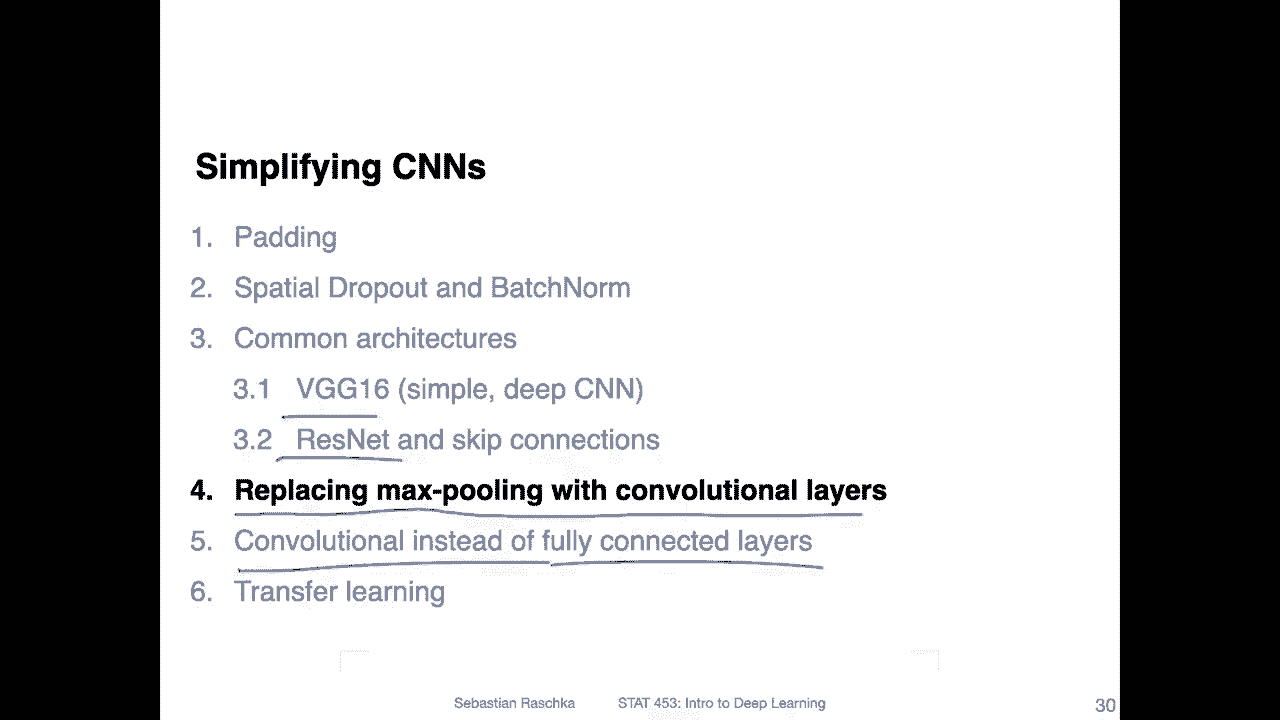 Simplifying CNNs
1. Padding
2. Spatial Dropout and BatchNorm
3. Common architectures
3.1 VGG16 (simple, deep CNN)
3.2 ResNet and skip connections
4. Replacing max-pooling with convolutional layers
5. Convolutional instead of fully connected layers
6. Transfer learning
Sebastian Raschka STAT 453: Intro to Deep Learning 30